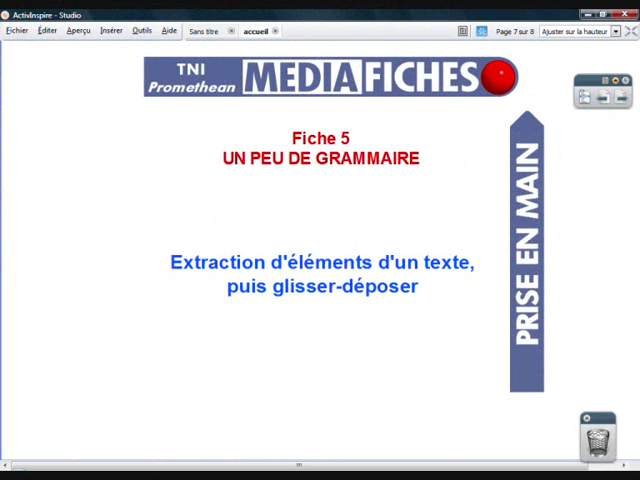 ActivInspire - Studio
Fichier Éditer Aperçu Insérer Outils Aide Sans titre accueil Page 7 sur 8 Ajuster sur la hauteur
TNI
Promethean MEDIAFICHES
Fiche 5
UN PEU DE GRAMMAIRE
PRISE EN MAIN
Extraction d'éléments d'un texte,
puis glisser-déposer